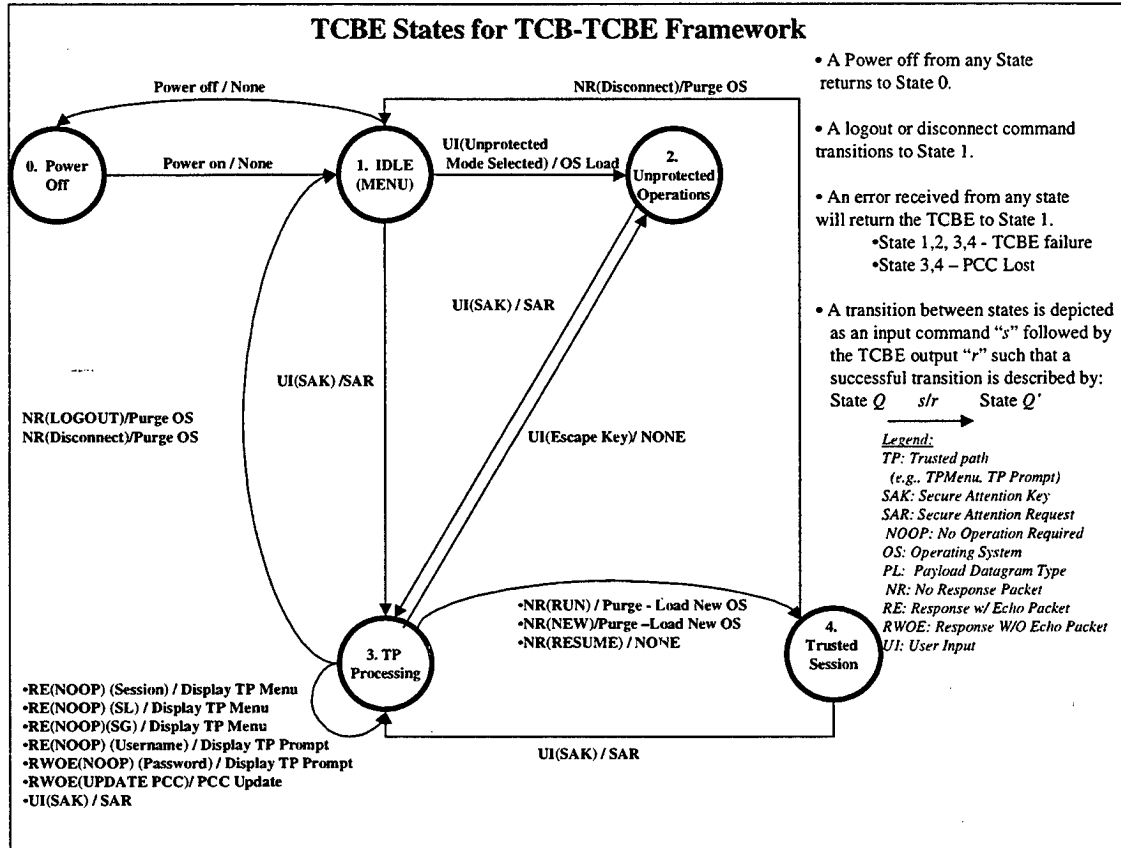 TCBE States for TCB-TCBE Framework
• A Power off from any State
returns to State 0.
• A logout or disconnect command
transitions to State 1.
• An error received from any state
will return the TCBE to State 1.
•State 1,2, 3,4 - TCBE failure
•State 3,4 – PCC Lost
• A transition between states is depicted
as an input command “s” followed by
the TCBE output “r” such that a
successful transition is described by:
State Q s/r State Q'
Legend:
TP: Trusted path
(e.g., TPMenu, TP Prompt)
SAK: Secure Attention Key
SAR: Secure Attention Request
NOOP: No Operation Required
OS: Operating System
PL: Payload Datagram Type
NR: No Response Packet
RE: Response w/ Echo Packet
RWOE: Response W/O Echo Packet
UI: User Input
Power off / None
NR(Disconnect)/Purge OS
0. Power
Off
Power on / None
1. IDLE
(MENU)
UI(Unprotected
Mode Selected) / OS Load
2.
Unprotected
Operations
UI(SAK) / SAR
UI(SAK) /SAR
NR(LOGOUT)/Purge OS
NR(Disconnect)/Purge OS
UI(Escape Key)/ NONE
•NR(RUN) / Purge - Load New OS
•NR(NEW)/Purge –Load New OS
•NR(RESUME) / NONE
3. TP
Processing
4.
Trusted
Session
•RE(NOOP) (Session) / Display TP Menu
•RE(NOOP) (SL) / Display TP Menu
•RE(NOOP)(SG) / Display TP Menu
•RE(NOOP) (Username) / Display TP Prompt
•RWOE(NOOP) (Password) / Display TP Prompt
•RWOE(UPDATE PCC)/ PCC Update
•UI(SAK) / SAR
UI(SAK) / SAR